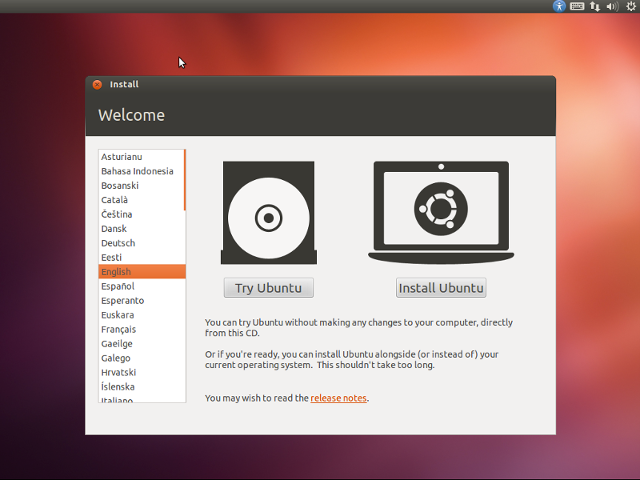 Install
Welcome
Asturianu
Bahasa Indonesia
Bosanski
Català
Čeština
Dansk
Deutsch
Eesti
English
Español
Esperanto
Euskara
Français
Gaeilge
Galego
Hrvatski
Íslenska
Italiano
Try Ubuntu
Install Ubuntu
You can try Ubuntu without making any changes to your computer, directly
from this CD.
Or if you're ready, you can install Ubuntu alongside (or instead of) your
current operating system. This shouldn't take too long.
You may wish to read the release notes.